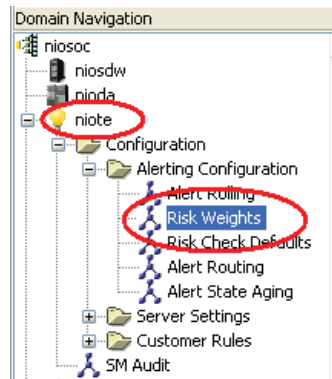 Domain Navigation
niosoc
niosdw
nioda
niote
Configuration
Alerting Configuration
Alert Rolling
Risk Weights
Risk Check Defaults
Alert Routing
Alert State Aging
Server Settings
Customer Rules
SM Audit